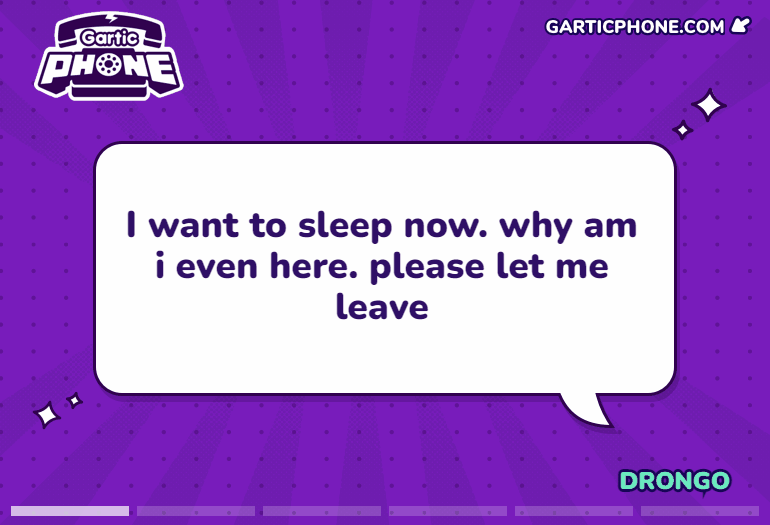 Gartic
PHONE
GARTICPHONE.COM
I want to sleep now. why am
i even here. please let me
leave
DRONGO